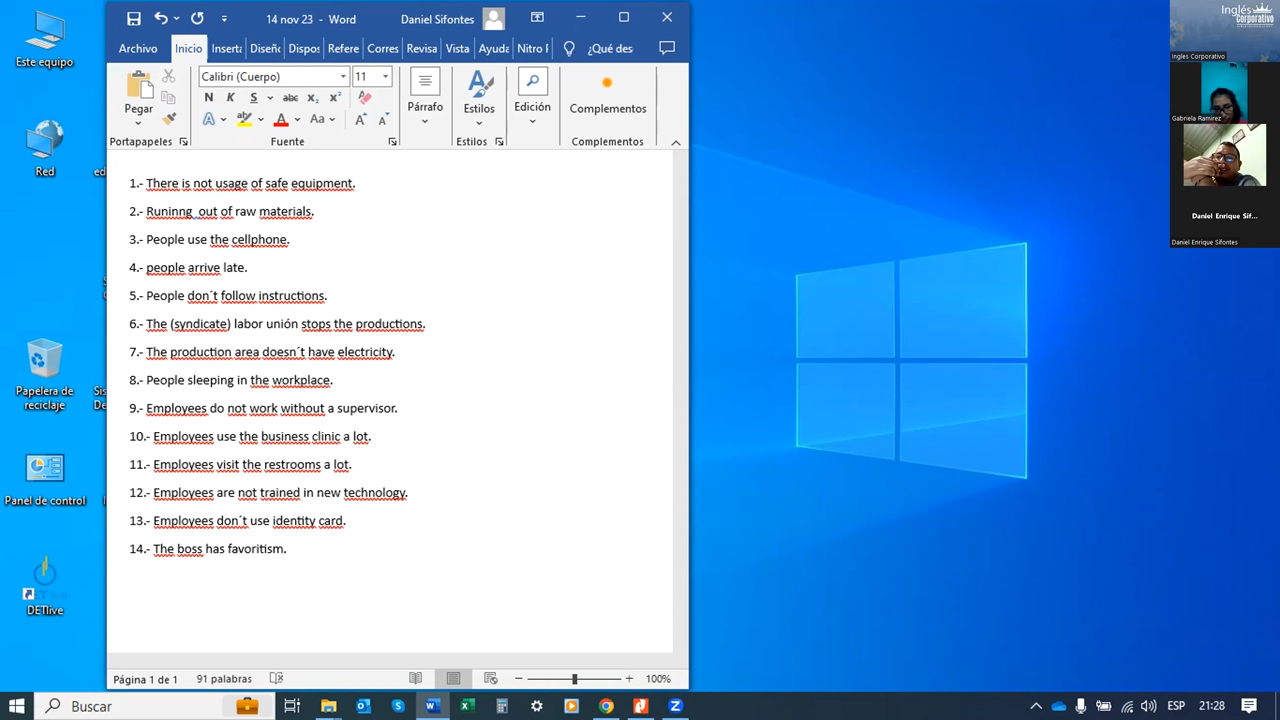 14 nov 23 - Word
Daniel Sifontes
Archivo Inicio Inserta Diseñ Dispos Refere Corres Revisa Vista Ayuda Nitro ¿Qué des
Calibri (Cuerpo) 11
N K S abc x₂ x²
Aa
Pegar Párrafo Estilos Edición Complementos
Portapapeles Fuente Estilos Complementos
1.- There is not usage of safe equipment.
2.- Runinng out of raw materials.
3.- People use the cellphone.
4.- people arrive late.
5.- People don´t follow instructions.
6.- The (syndicate) labor unión stops the productions.
7.- The production area doesn´t have electricity.
8.- People sleeping in the workplace.
9.- Employees do not work without a supervisor.
10.- Employees use the business clinic a lot.
11.- Employees visit the restrooms a lot.
12.- Employees are not trained in new technology.
13.- Employees don´t use identity card.
14.- The boss has favoritism.
Página 1 de 1 91 palabras 100%
Este equipo
Red
Papelera de reciclaje
Panel de control
DETlive
Inglés Corporativo
Ingles Corporativo
Gabriela Ramirez
Daniel Enrique Sif...
Daniel Enrique Sifontes
Buscar
ESP 21:28